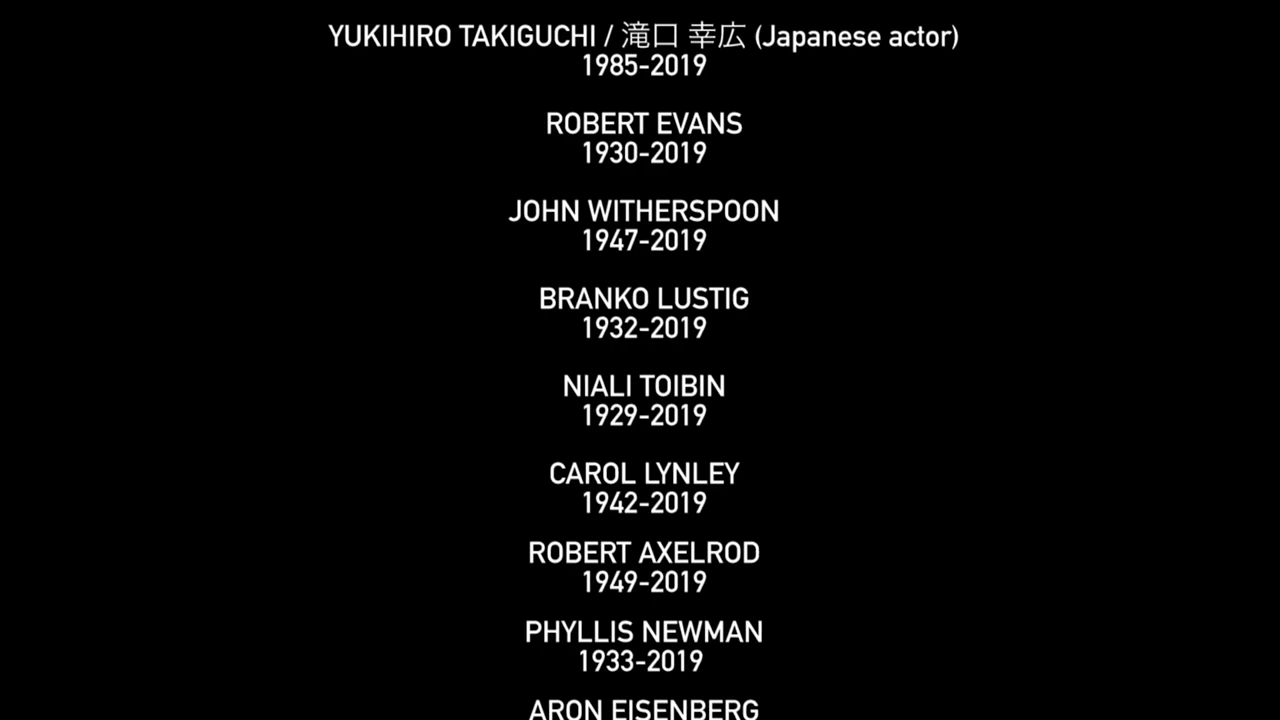 YUKIHIRO TAKIGUCHI / 滝口 幸広 (Japanese actor)
1985-2019
ROBERT EVANS
1930-2019
JOHN WITHERSPOON
1947-2019
BRANKO LUSTIG
1932-2019
NIALI TOIBIN
1929-2019
CAROL LYNLEY
1942-2019
ROBERT AXELROD
1949-2019
PHYLLIS NEWMAN
1933-2019
ARON EISENBERG